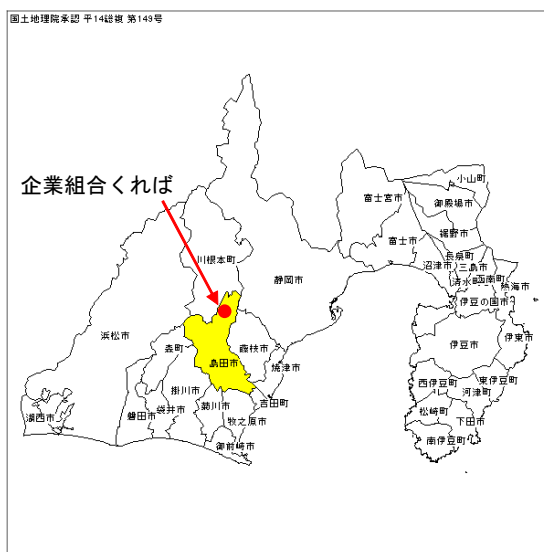 国土地理院承認 平14総複 第149号
企業組合くれば
小山町
富士宮市
御殿場市
裾野市
富士市
長泉町
川根本町
沼津市
三島市
静岡市
清水町
函南町
熱海市
伊豆の国市
浜松市
伊東市
森町
藤枝市
伊豆市
島田市
焼津市
掛川市
西伊豆町
東伊豆町
河津町
湖西市
磐田市
袋井市
菊川市
吉田町
牧之原市
松崎町
下田市
御前崎市
南伊豆町